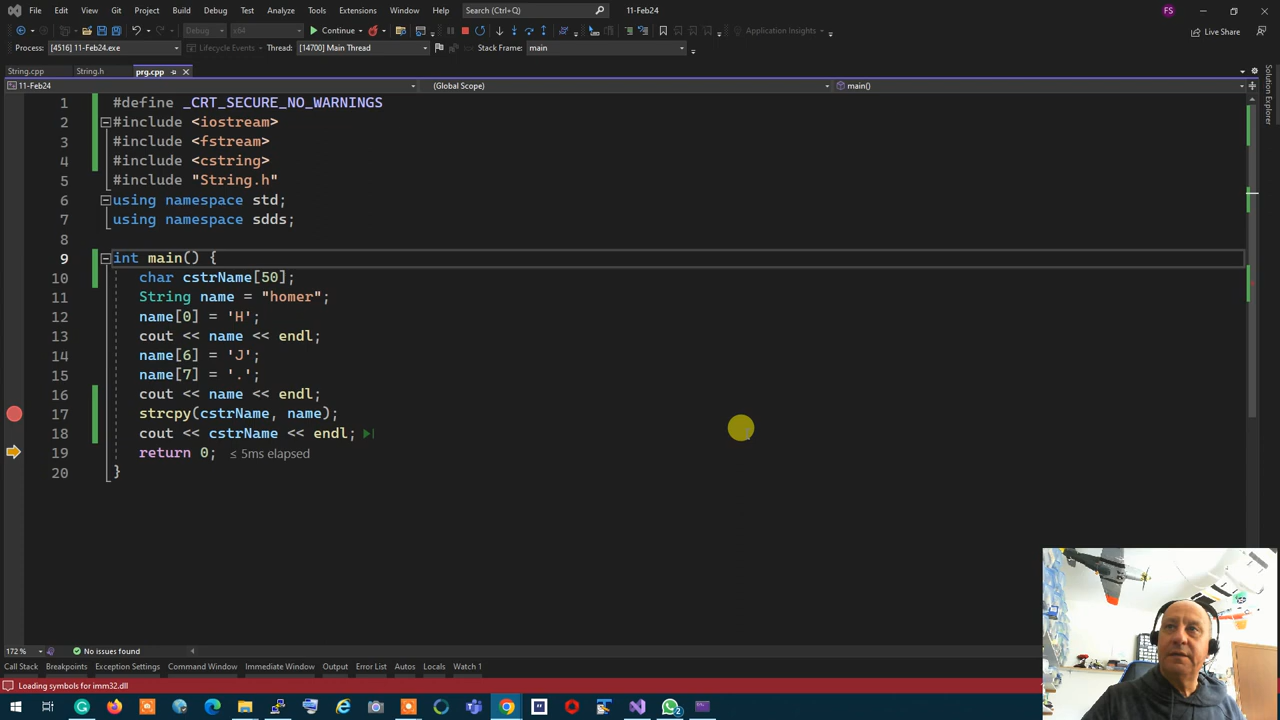 File Edit View Git Project Build Debug Test Analyze Tools Extensions Window Help Search (Ctrl+Q) 11-Feb24 FS
Debug x64 Continue Application Insights Live Share
Process: [4516] 11-Feb24.exe Lifecycle Events Thread: [14700] Main Thread Stack Frame: main
String.cpp String.h prg.cpp
11-Feb24 (Global Scope) main()
Solution Explorer
1 #define _CRT_SECURE_NO_WARNINGS
2 #include <iostream>
3 #include <fstream>
4 #include <cstring>
5 #include "String.h"
6 using namespace std;
7 using namespace sdds;
8
9 int main() {
10 char cstrName[50];
11 String name = "homer";
12 name[0] = 'H';
13 cout << name << endl;
14 name[6] = 'J';
15 name[7] = '.';
16 cout << name << endl;
17 strcpy(cstrName, name);
18 cout << cstrName << endl;
19 return 0; ≤ 5ms elapsed
20 }
172 % No issues found
Call Stack Breakpoints Exception Settings Command Window Immediate Window Output Error List Autos Locals Watch 1
Loading symbols for imm32.dll
2